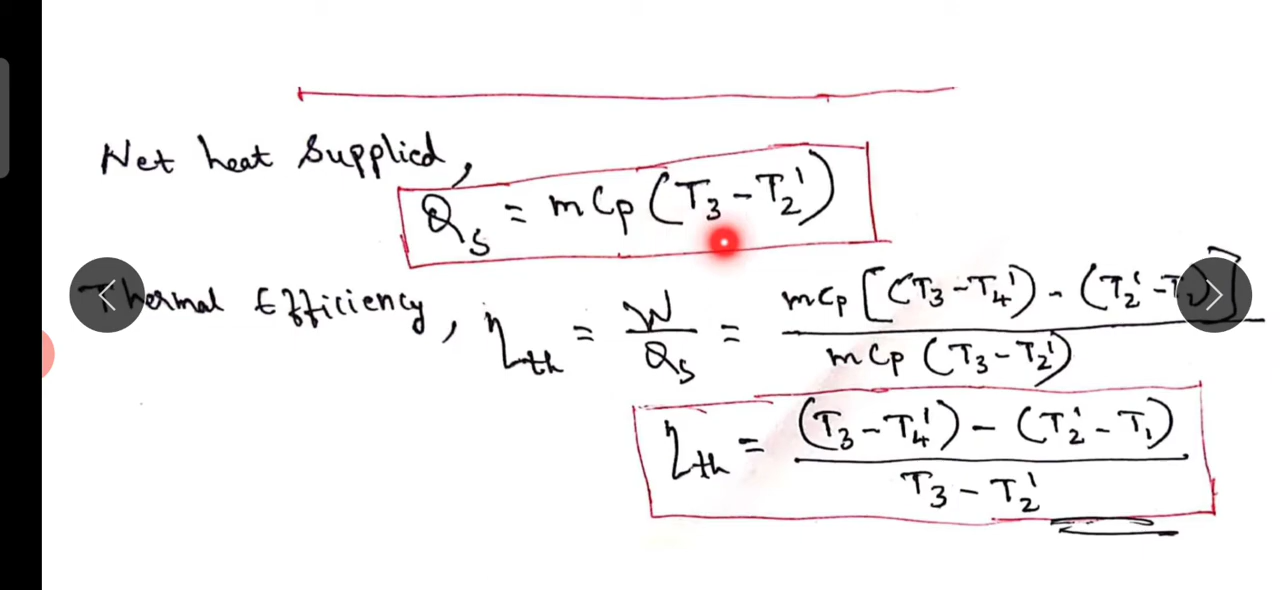 Net heat Supplied,
Qs = mCp (T3 - T2')
Thermal Efficiency, ηth = W/Qs = mCp [(T3 - T4') - (T2' - T )] / mCp (T3 - T2')
ηth = (T3 - T4') - (T2' - T1) / T3 - T2'